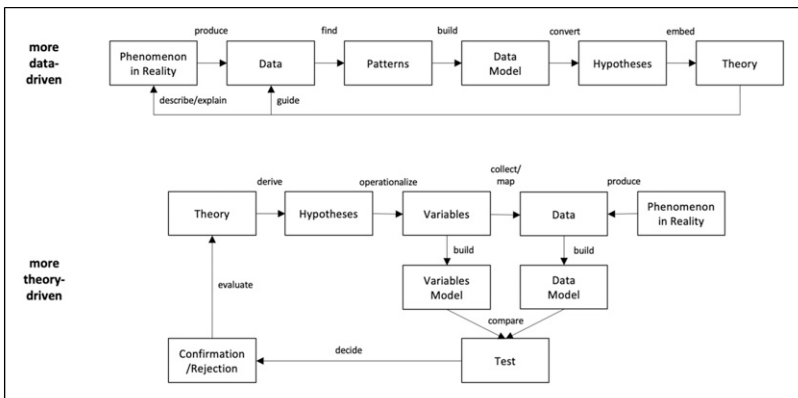 more
data-
driven
produce
find
build
convert
embed
Phenomenon
in Reality
Data
Patterns
Data
Model
Hypotheses
Theory
describe/explain
guide
more
theory-
driven
derive
operationalize
collect/
map
produce
Theory
Hypotheses
Variables
Data
Phenomenon
in Reality
build
build
Variables
Model
Data
Model
evaluate
compare
Confirmation
/Rejection
decide
Test